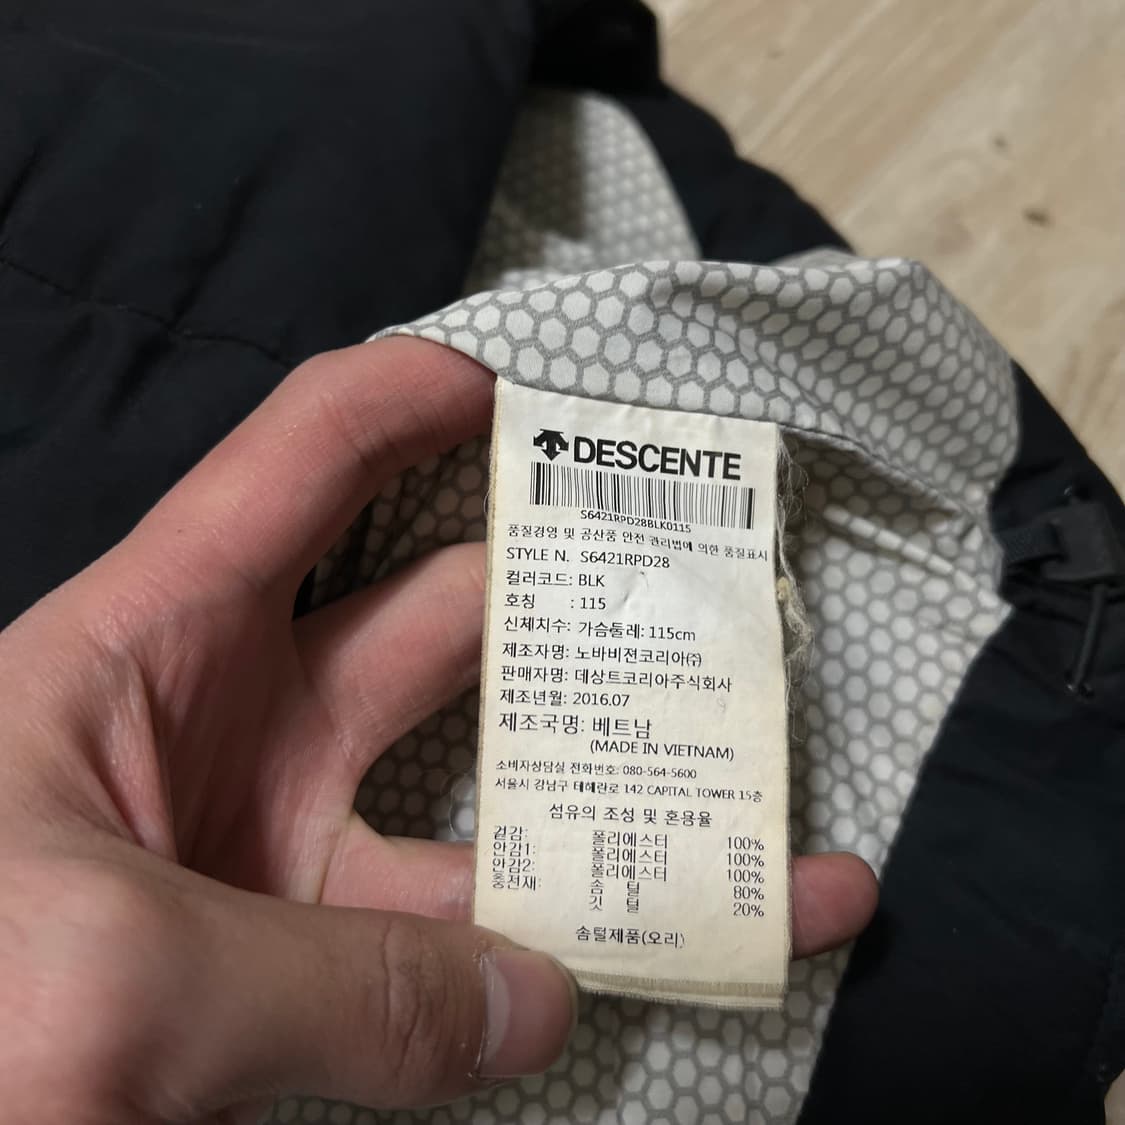 DESCENTE
S6421RPD28BLK0115
품질경영 및 공산품 안전 관리법에 의한 품질표시
STYLE N. S6421RPD28
컬러코드: BLK
호칭 : 115
신체치수: 가슴둘레: 115cm
제조자명: 노바비젼코리아㈜
판매자명: 데상트코리아주식회사
제조년월: 2016.07
제조국명: 베트남
(MADE IN VIETNAM)
소비자상담실 전화번호: 080-564-5600
서울시 강남구 테헤란로 142 CAPITAL TOWER 15층
섬유의 조성 및 혼용율
겉감: 폴리에스터 100%
안감1: 폴리에스터 100%
안감2: 폴리에스터 100%
충전재: 솜 털 80%
깃 털 20%
솜털제품(오리)